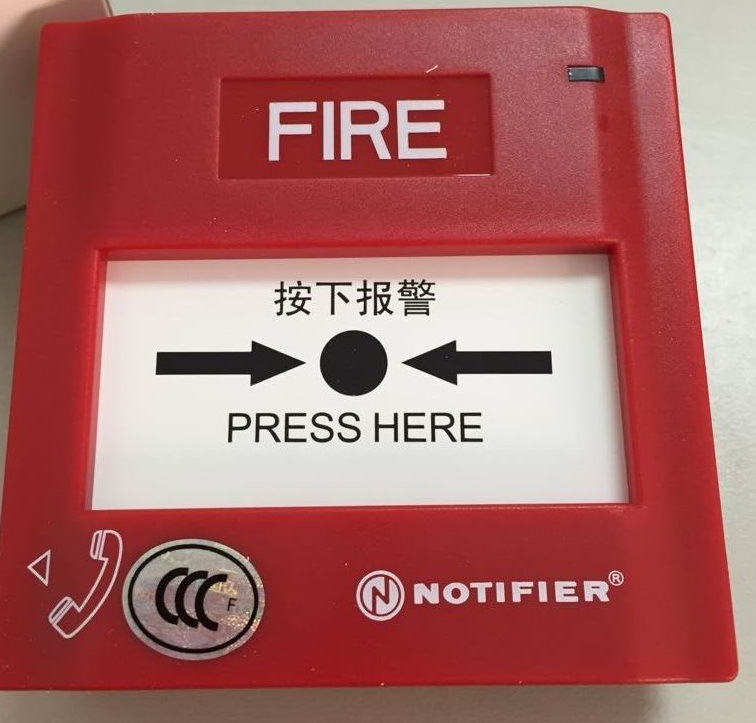 FIRE
按下报警
PRESS HERE
CCC F
N NOTIFIER®